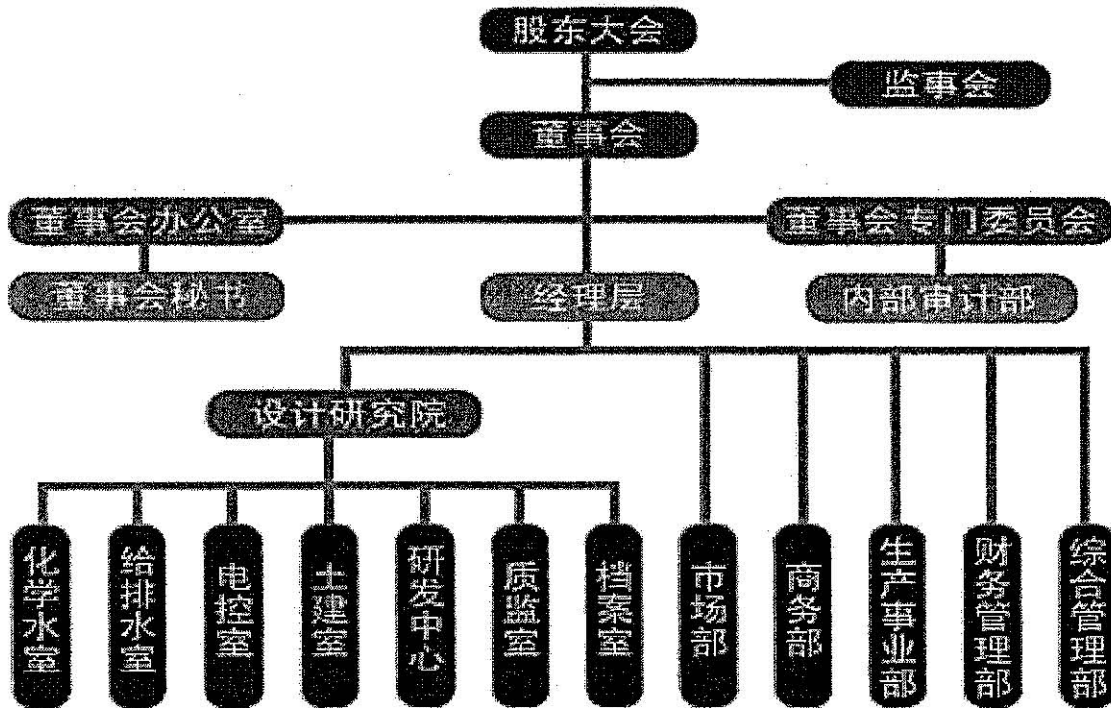 股东大会
监事会
董事会
董事会办公室
董事会专门委员会
董事会秘书
经理层
内部审计部
设计研究院
化学水室
给排水室
电控室
土建室
研发中心
质监室
档案室
市场部
商务部
生产事业部
财务管理部
综合管理部